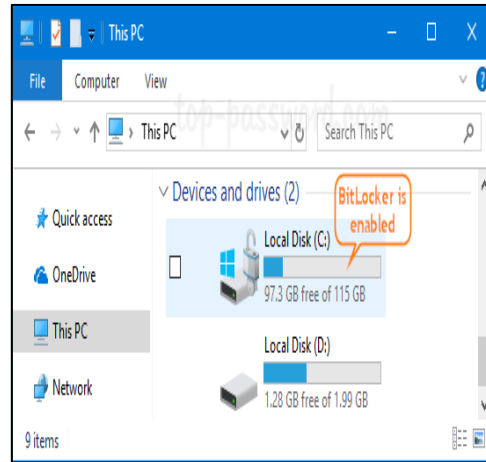 This PC
File Computer View
top-password.com
This PC
Search This PC
Devices and drives (2)
BitLocker is
enabled
Quick access
Local Disk (C:)
OneDrive
97.3 GB free of 115 GB
This PC
Local Disk (D:)
Network
1.28 GB free of 1.99 GB
9 items